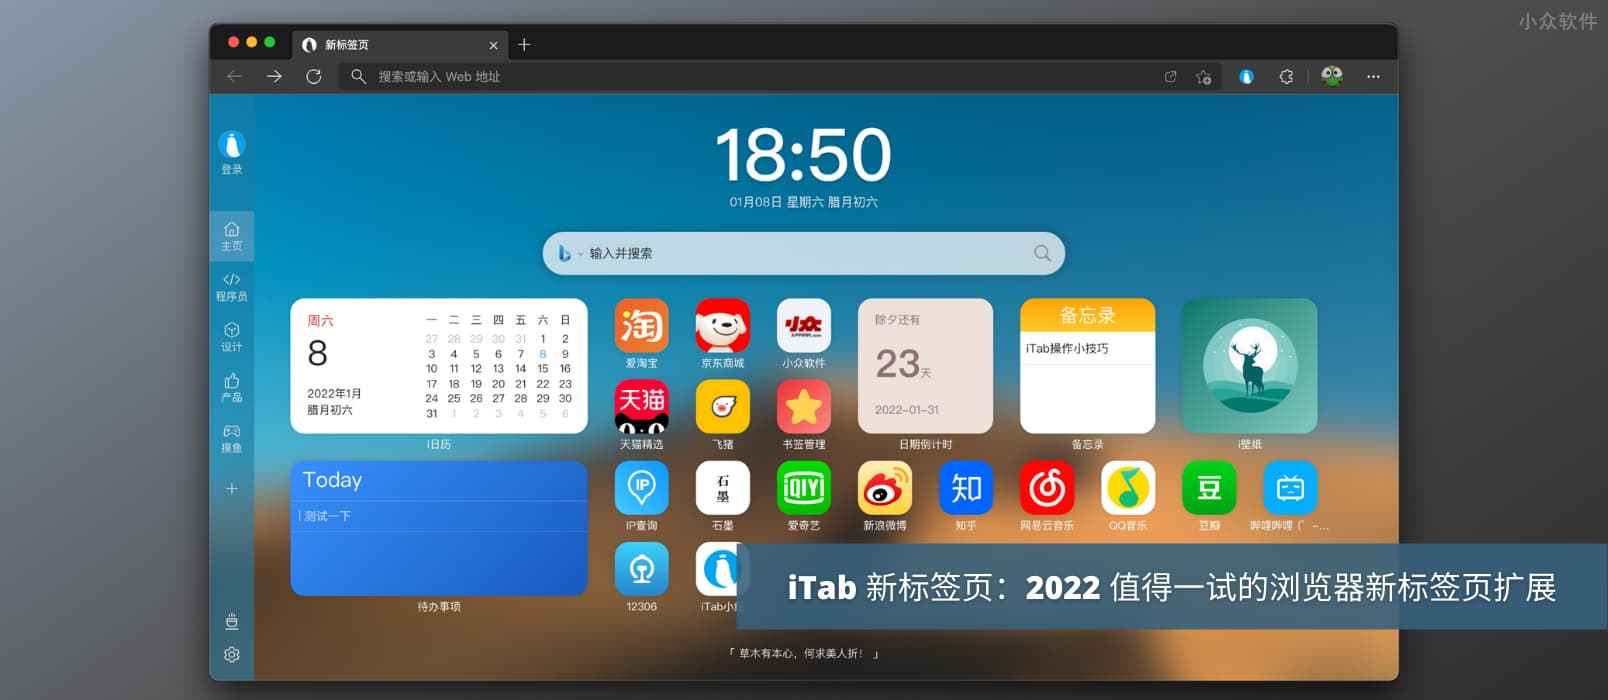 小众软件
新标签页
搜索或输入 Web 地址
登录
主页
程序员
设计
产品
摸鱼
18:50
01月08日 星期六 腊月初六
输入并搜索
周六
8
2022年1月
腊月初六
一 二 三 四 五 六 日
27 28 29 30 31 1 2
3 4 5 6 7 8 9
10 11 12 13 14 15 16
17 18 19 20 21 22 23
24 25 26 27 28 29 30
31 1 2 3 4 5 6
i日历
淘
爱淘宝
京东商城
小众
小众软件
天猫
天猫精选
飞猪
书签管理
除夕还有
23天
2022-01-31
日期倒计时
备忘录
iTab操作小技巧
备忘录
i壁纸
Today
测试一下
待办事项
IP
IP查询
石墨
石墨
iQIYI
爱奇艺
新浪微博
知
知乎
网易云音乐
QQ音乐
豆
豆瓣
哔哩哔哩 (゜-...
12306
iTab小
iTab 新标签页：2022 值得一试的浏览器新标签页扩展
「 草木有本心，何求美人折！ 」